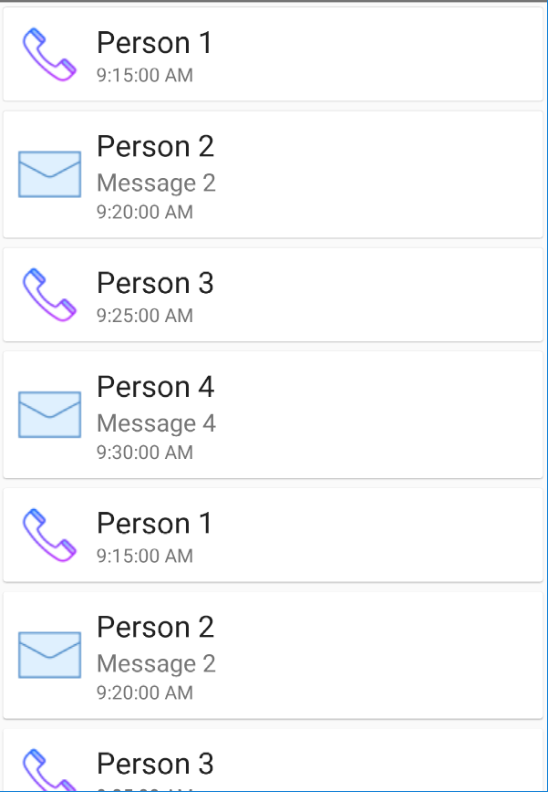 Person 1
9:15:00 AM
Person 2
Message 2
9:20:00 AM
Person 3
9:25:00 AM
Person 4
Message 4
9:30:00 AM
Person 1
9:15:00 AM
Person 2
Message 2
9:20:00 AM
Person 3